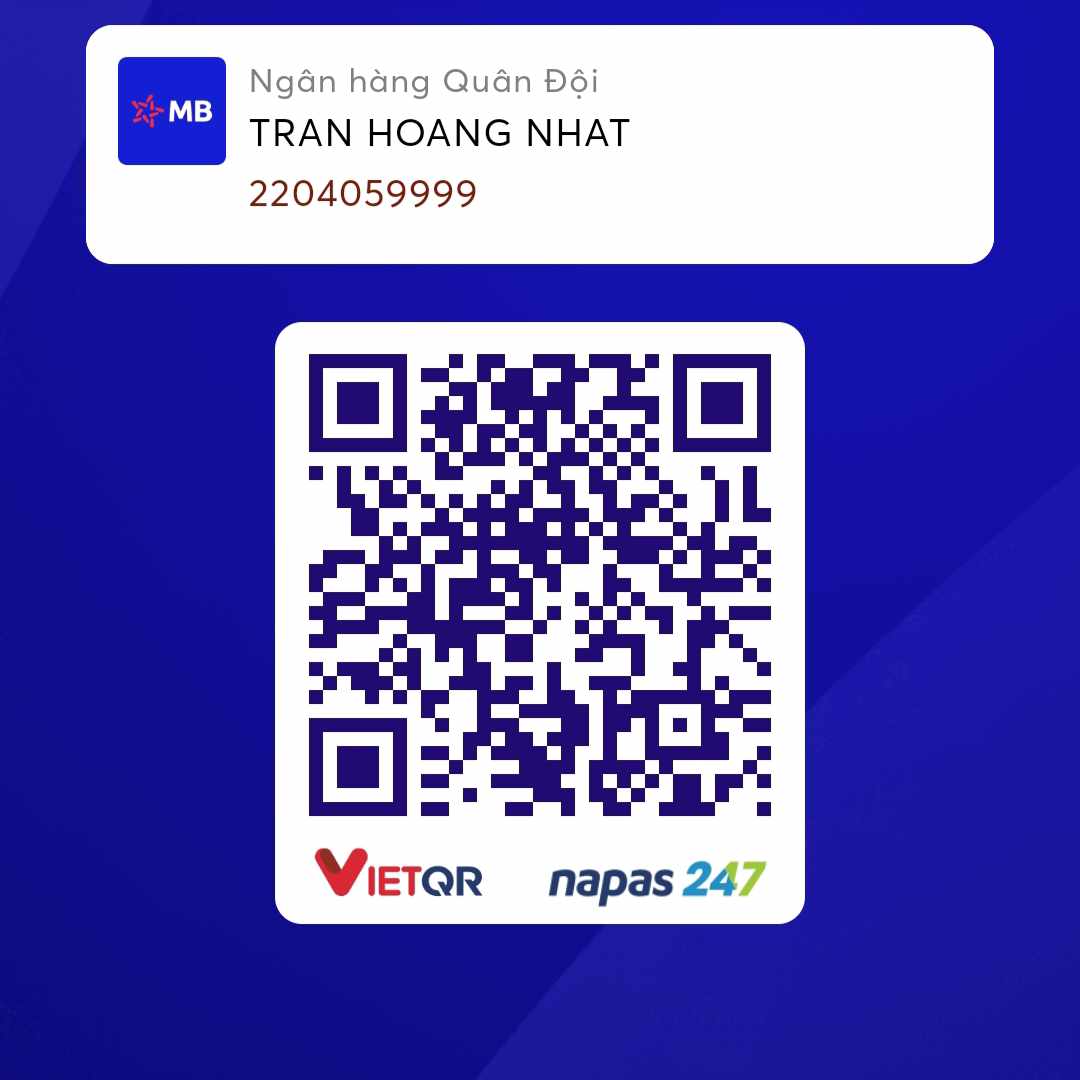 MB
Ngân hàng Quân Đội
TRAN HOANG NHAT
2204059999
VIETQR
napas 247